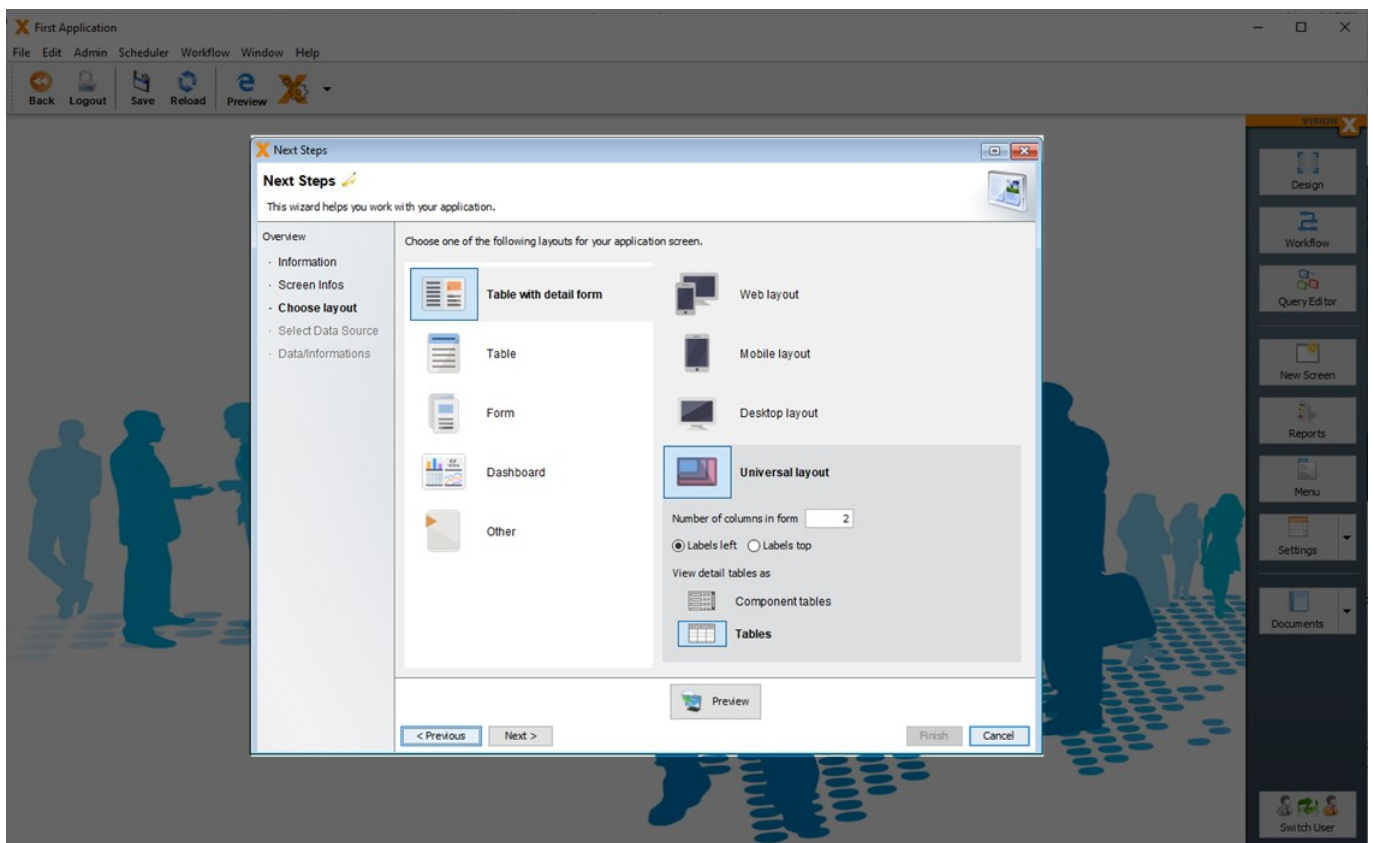 First Application
File Edit Admin Scheduler Workflow Window Help
Back Logout Save Reload Preview
VISION X
Design
Workflow
Query Editor
New Screen
Reports
Menu
Settings
Documents
Switch User
Next Steps
Next Steps
This wizard helps you work with your application.
Overview
· Information
· Screen Infos
· Choose layout
· Select Data Source
· Data/Informations
Choose one of the following layouts for your application screen.
Table with detail form
Table
Form
Dashboard
Other
Web layout
Mobile layout
Desktop layout
Universal layout
Number of columns in form 2
Labels left Labels top
View detail tables as
Component tables
Tables
Preview
< Previous Next > Finish Cancel